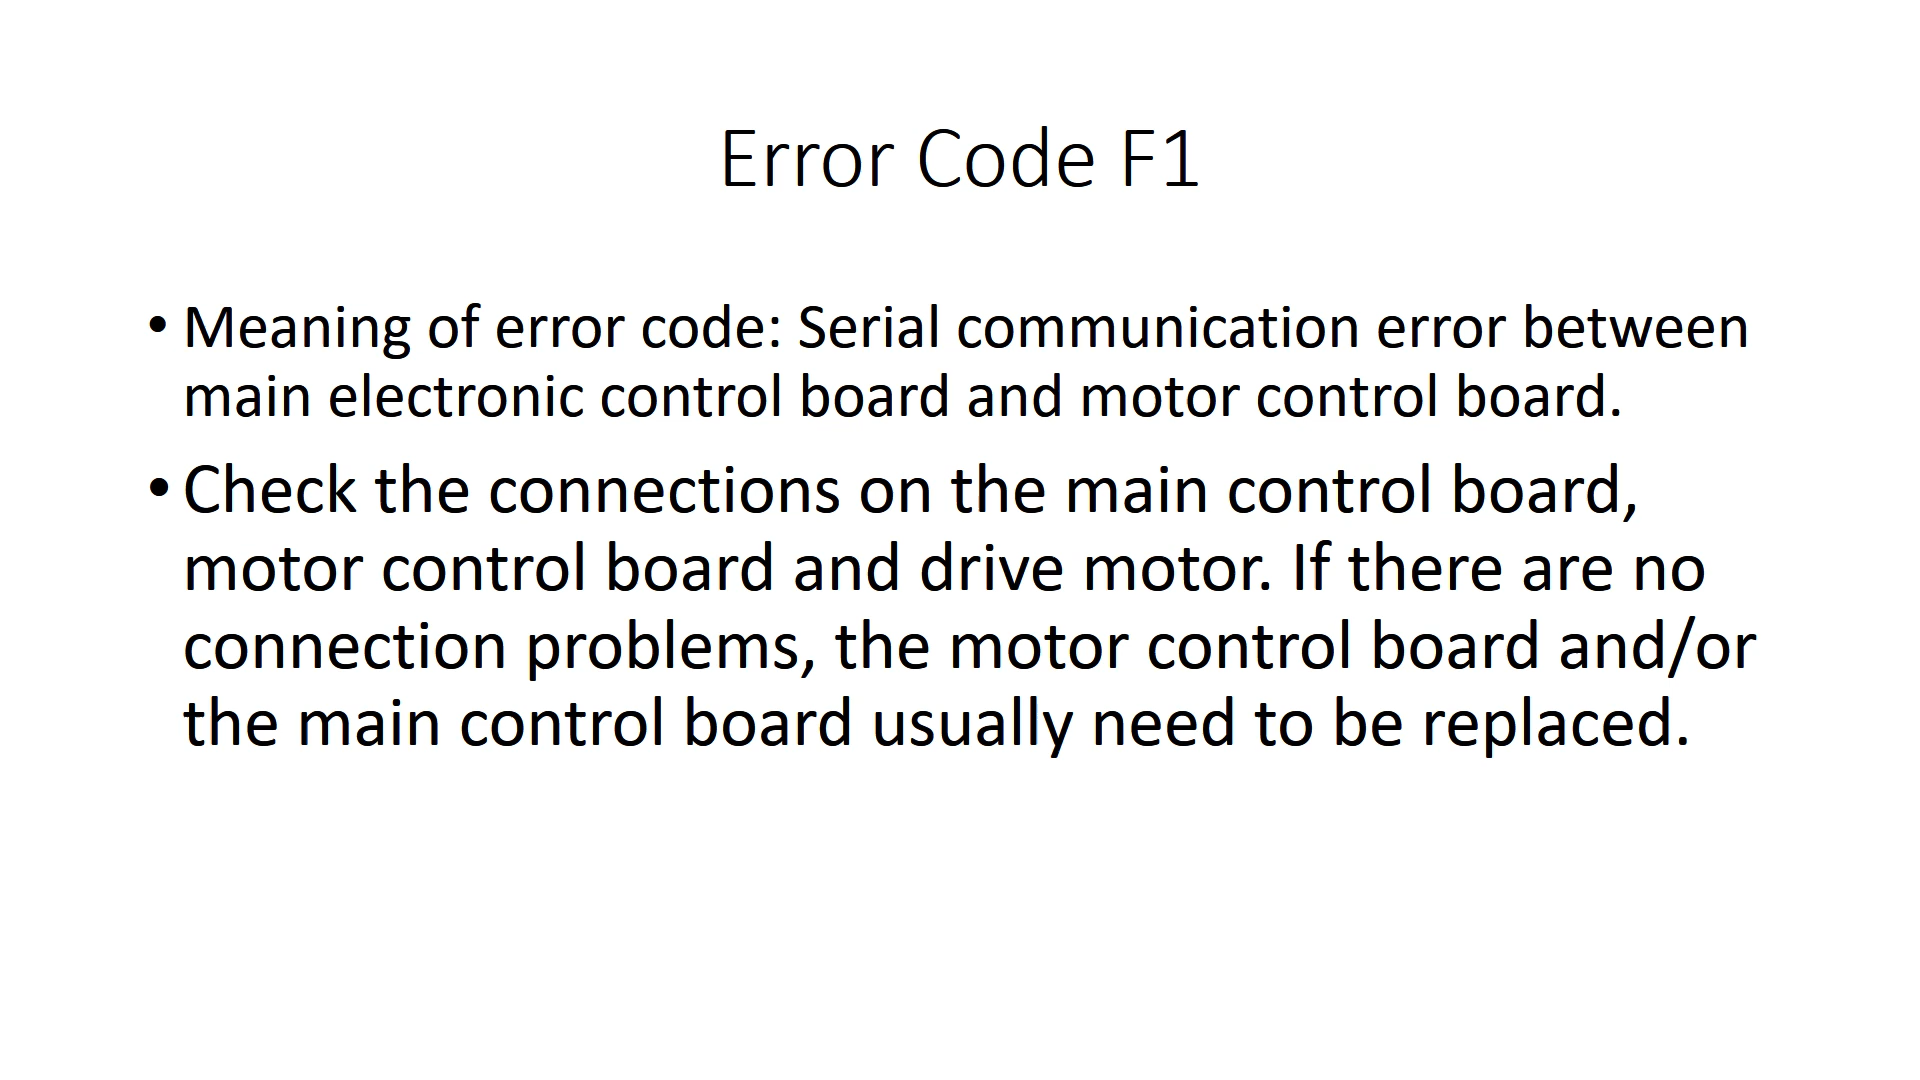 Error Code F1
• Meaning of error code: Serial communication error between
main electronic control board and motor control board.
• Check the connections on the main control board,
motor control board and drive motor. If there are no
connection problems, the motor control board and/or
the main control board usually need to be replaced.